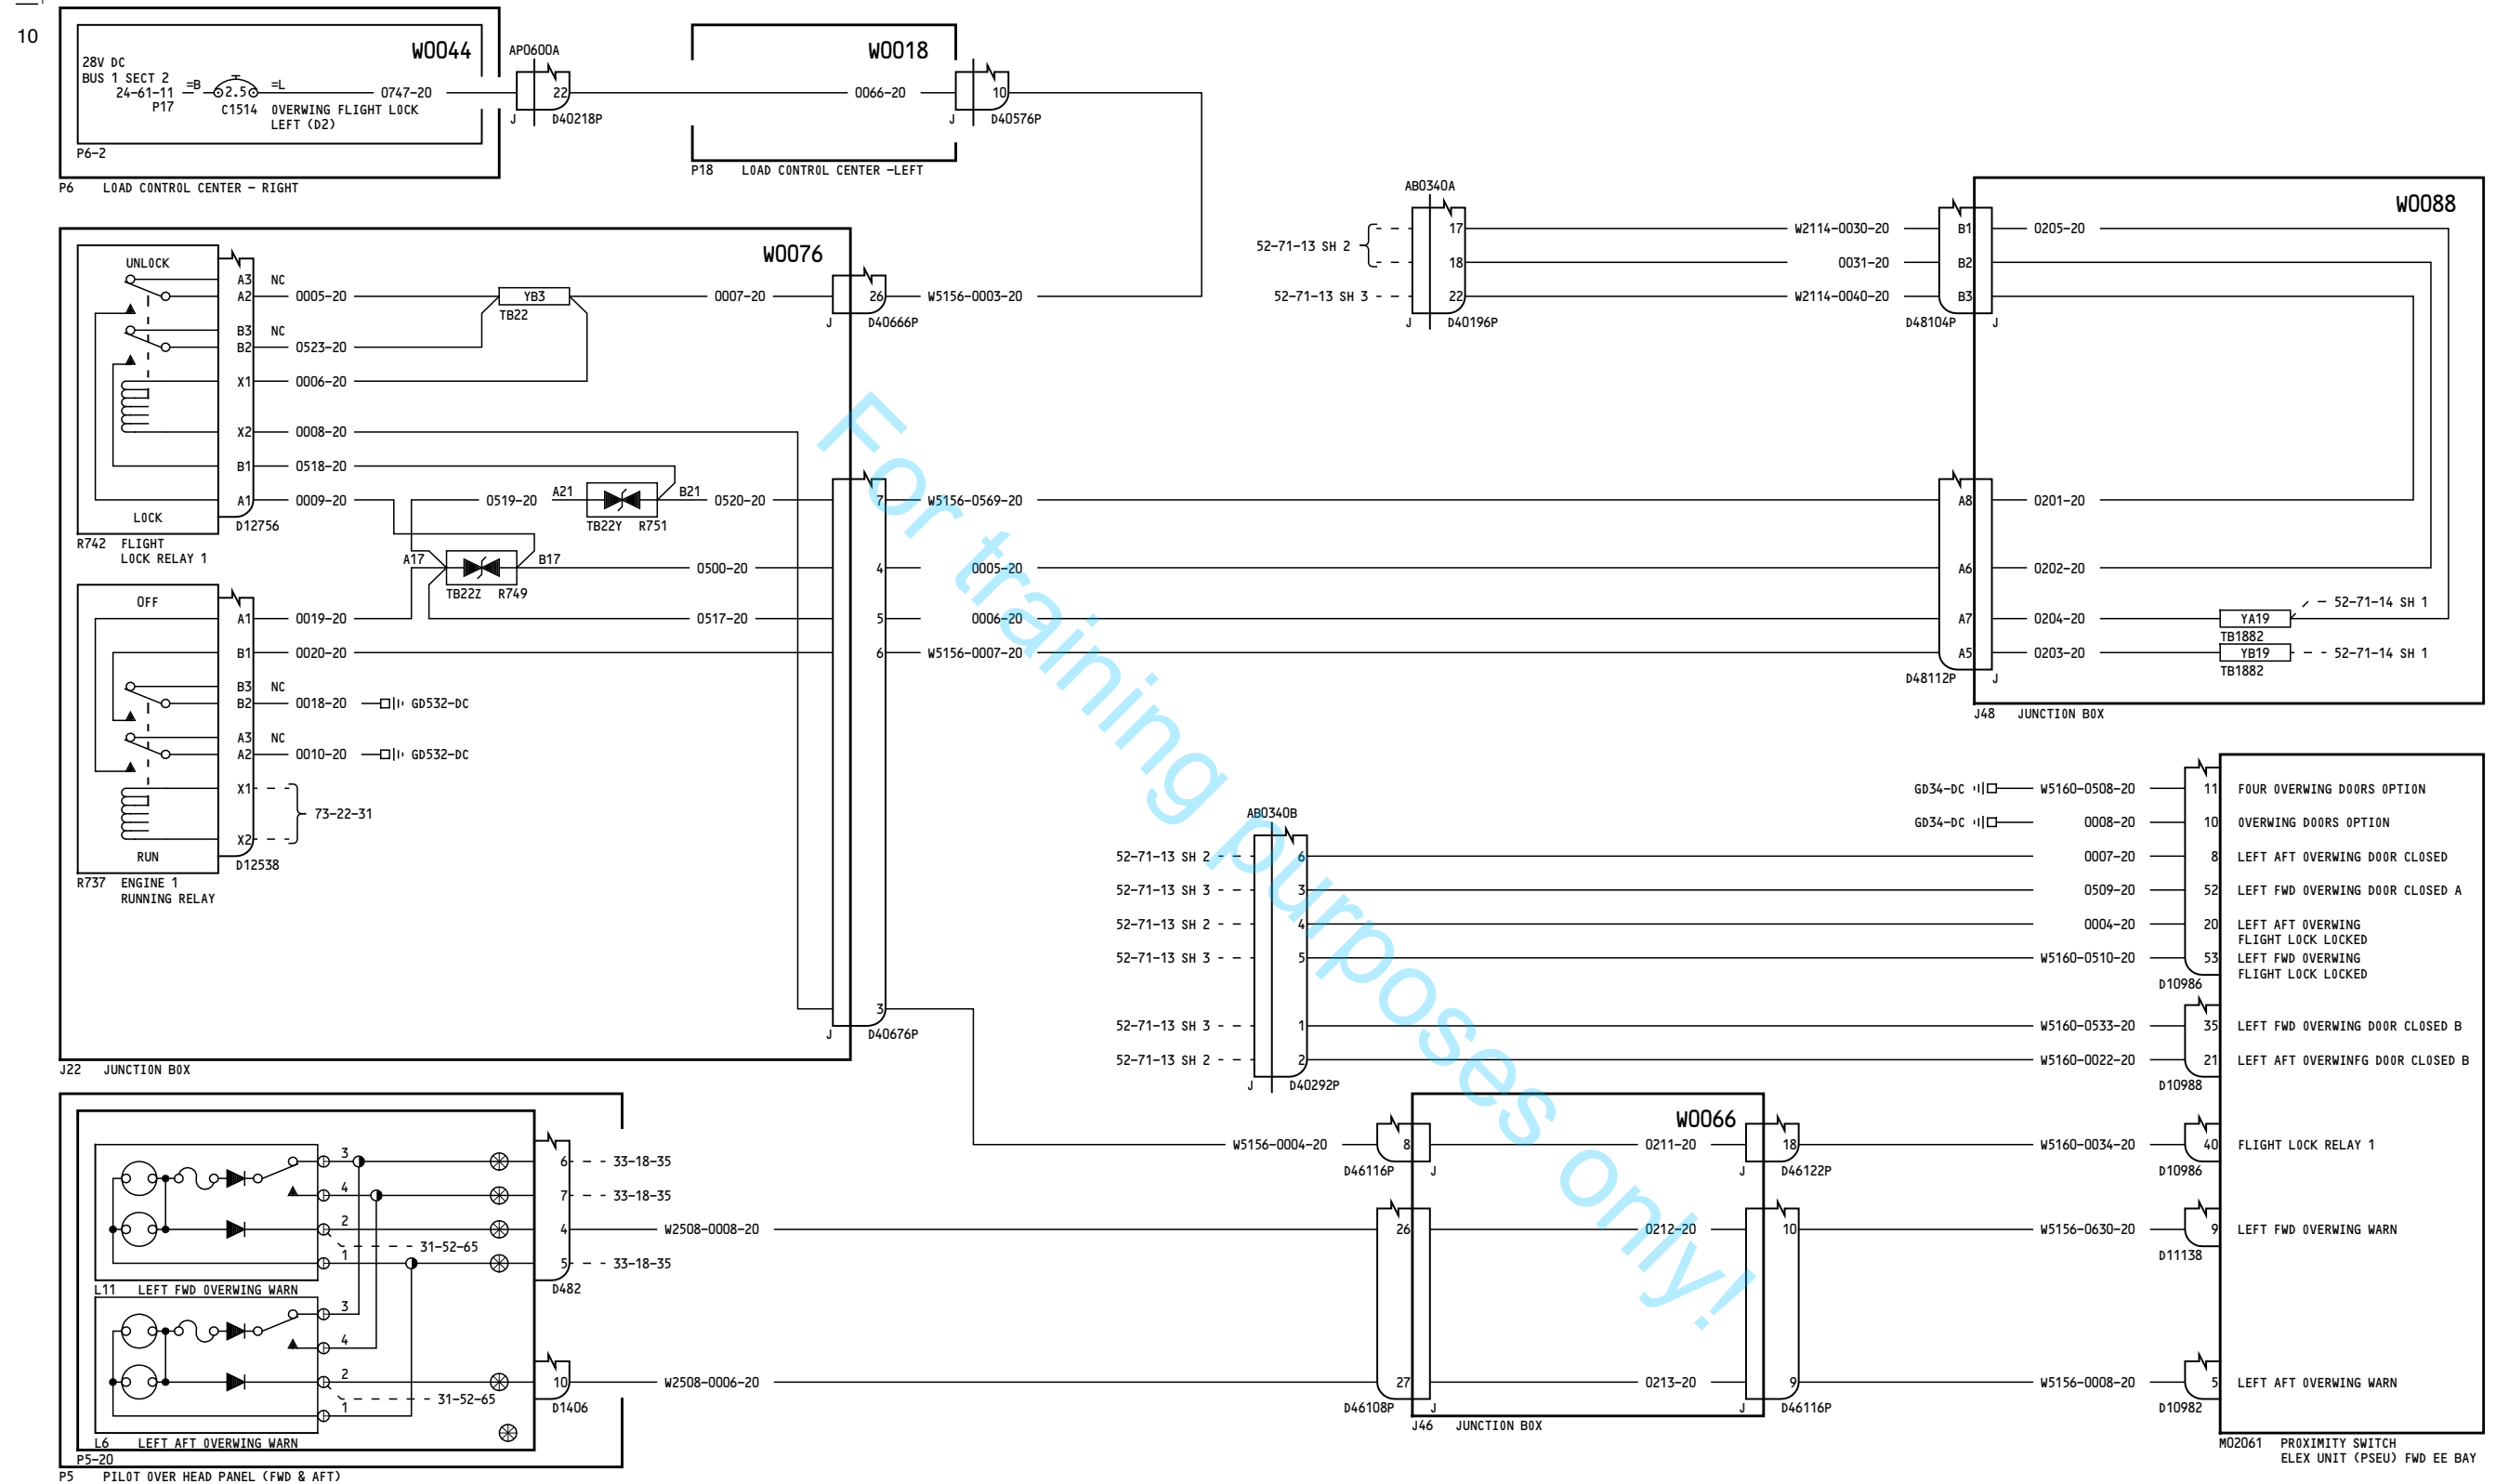 10
W0044
28V DC
BUS 1 SECT 2
24-61-11
P17
=B
2.5
=L
C1514
OVERWING FLIGHT LOCK
LEFT (D2)
0747-20
P6-2
P6 LOAD CONTROL CENTER - RIGHT
AP0600A
22
J D40218P
W0018
0066-20
10
J D40576P
P18 LOAD CONTROL CENTER -LEFT
W0076
UNLOCK
A3 NC
A2 0005-20 YB3 0007-20 26 W5156-0003-20
TB22
J D40666P
B3 NC
B2 0523-20
X1 0006-20
X2 0008-20
B1 0518-20
A1 0009-20 0519-20 A21 B21 0520-20 7 W5156-0569-20
LOCK
D12756
TB22Y R751
R742 FLIGHT
LOCK RELAY 1
A17 B17 0500-20 4 0005-20
TB22Z R749
OFF
A1 0019-20 0517-20 5 0006-20
B1 0020-20 6 W5156-0007-20
B3 NC
B2 0018-20 GD532-DC
A3 NC
A2 0010-20 GD532-DC
X1
73-22-31
X2
RUN
D12538
R737 ENGINE 1
RUNNING RELAY
3
J D40676P
J22 JUNCTION BOX
AB0340A
52-71-13 SH 2
17 W2114-0030-20 B1 0205-20
18 0031-20 B2
52-71-13 SH 3 22 W2114-0040-20 B3
J D40196P
D48104P J
W0088
A8 0201-20
A6 0202-20
A7 0204-20 YA19 52-71-14 SH 1
TB1882
A5 0203-20 YB19 52-71-14 SH 1
TB1882
D48112P J
J48 JUNCTION BOX
GD34-DC W5160-0508-20 11 FOUR OVERWING DOORS OPTION
GD34-DC 0008-20 10 OVERWING DOORS OPTION
AB0340B
52-71-13 SH 2 6 0007-20 8 LEFT AFT OVERWING DOOR CLOSED
52-71-13 SH 3 3 0509-20 52 LEFT FWD OVERWING DOOR CLOSED A
52-71-13 SH 2 4 0004-20 20 LEFT AFT OVERWING
FLIGHT LOCK LOCKED
52-71-13 SH 3 5 W5160-0510-20 53 LEFT FWD OVERWING
FLIGHT LOCK LOCKED
D10986
52-71-13 SH 3 1 W5160-0533-20 35 LEFT FWD OVERWING DOOR CLOSED B
52-71-13 SH 2 2 W5160-0022-20 21 LEFT AFT OVERWINFG DOOR CLOSED B
J D40292P
D10988
W0066
W5156-0004-20 8 0211-20 18 W5160-0034-20 40 FLIGHT LOCK RELAY 1
D46116P J J D46122P D10986
3 6 33-18-35
4 7 33-18-35
2 4 W2508-0008-20 26 0212-20 10 W5156-0630-20 9 LEFT FWD OVERWING WARN
31-52-65
D11138
1 5 33-18-35
D482
L11 LEFT FWD OVERWING WARN
3
4
2 10 W2508-0006-20 27 0213-20 9 W5156-0008-20 5 LEFT AFT OVERWING WARN
31-52-65
1
D1406
D46108P J J D46116P D10982
J46 JUNCTION BOX
L6 LEFT AFT OVERWING WARN
P5-20
P5 PILOT OVER HEAD PANEL (FWD & AFT)
M02061 PROXIMITY SWITCH
ELEX UNIT (PSEU) FWD EE BAY
For training purposes only!